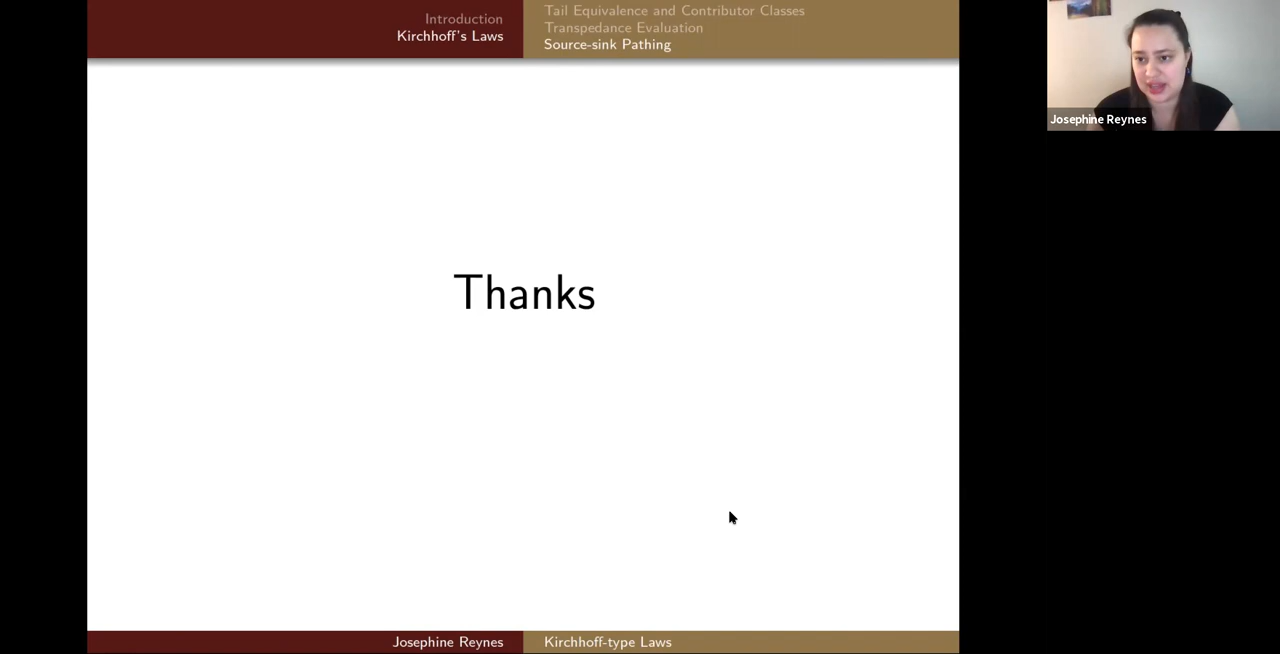 Introduction
Kirchhoff's Laws
Tail Equivalence and Contributor Classes
Transpedance Evaluation
Source-sink Pathing
Josephine Reynes
Thanks
Josephine Reynes
Kirchhoff-type Laws